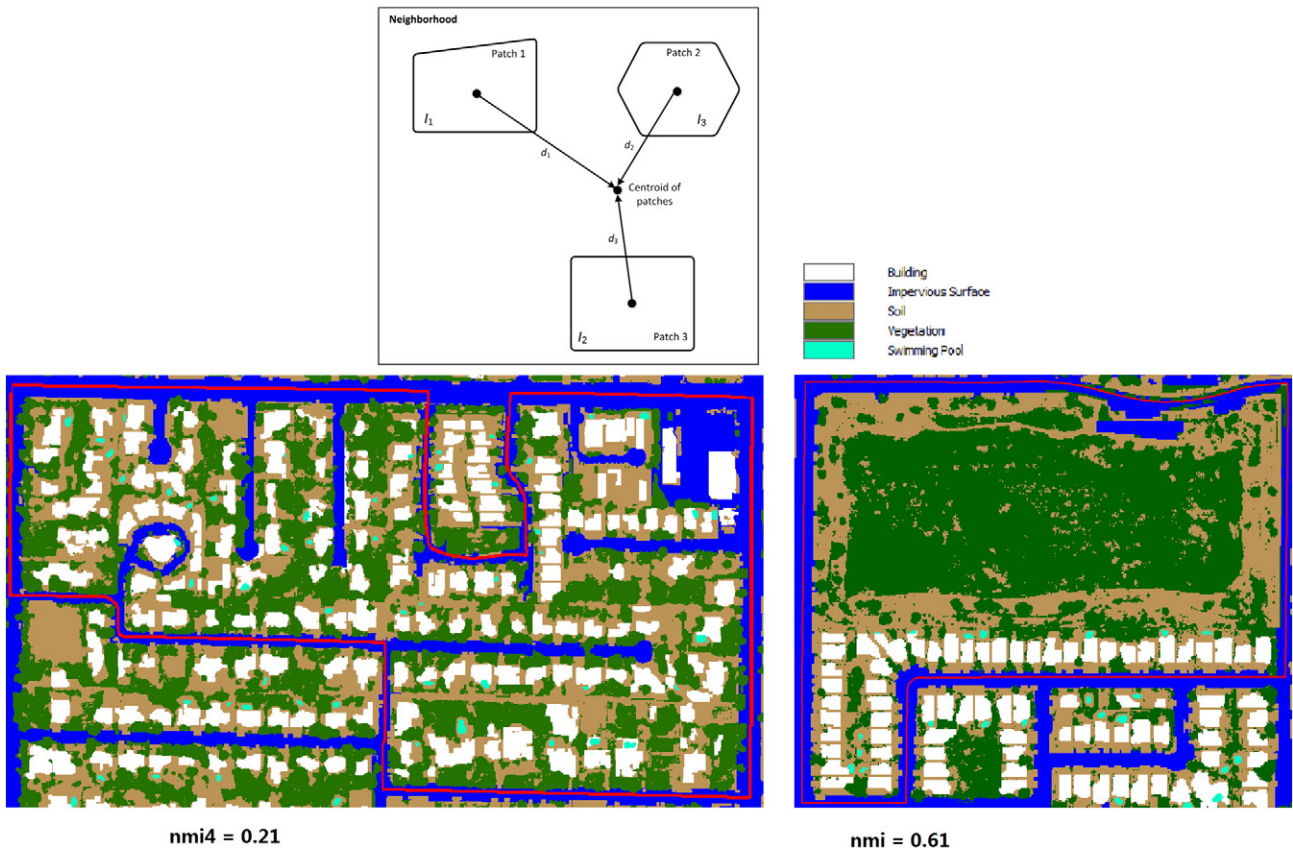 Neighborhood
Patch 1
I1
d1
Patch 2
I3
d2
Centroid of
patches
d3
I2
Patch 3
Building
Impervious Surface
Soil
Vegetation
Swimming Pool
nmi4 = 0.21
nmi = 0.61